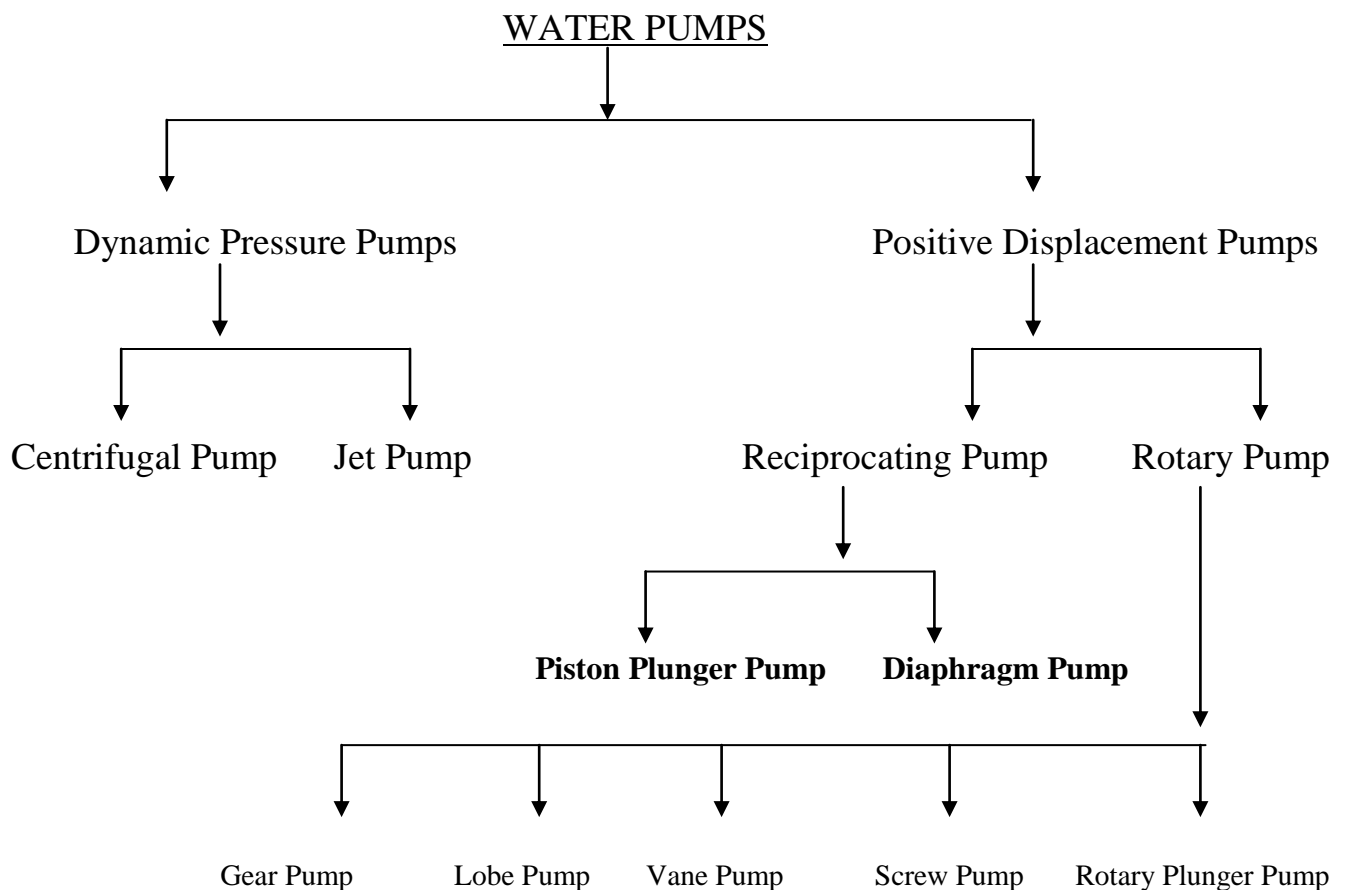 WATER PUMPS
Dynamic Pressure Pumps Positive Displacement Pumps
Centrifugal Pump Jet Pump Reciprocating Pump Rotary Pump
Piston Plunger Pump Diaphragm Pump
Gear Pump Lobe Pump Vane Pump Screw Pump Rotary Plunger Pump